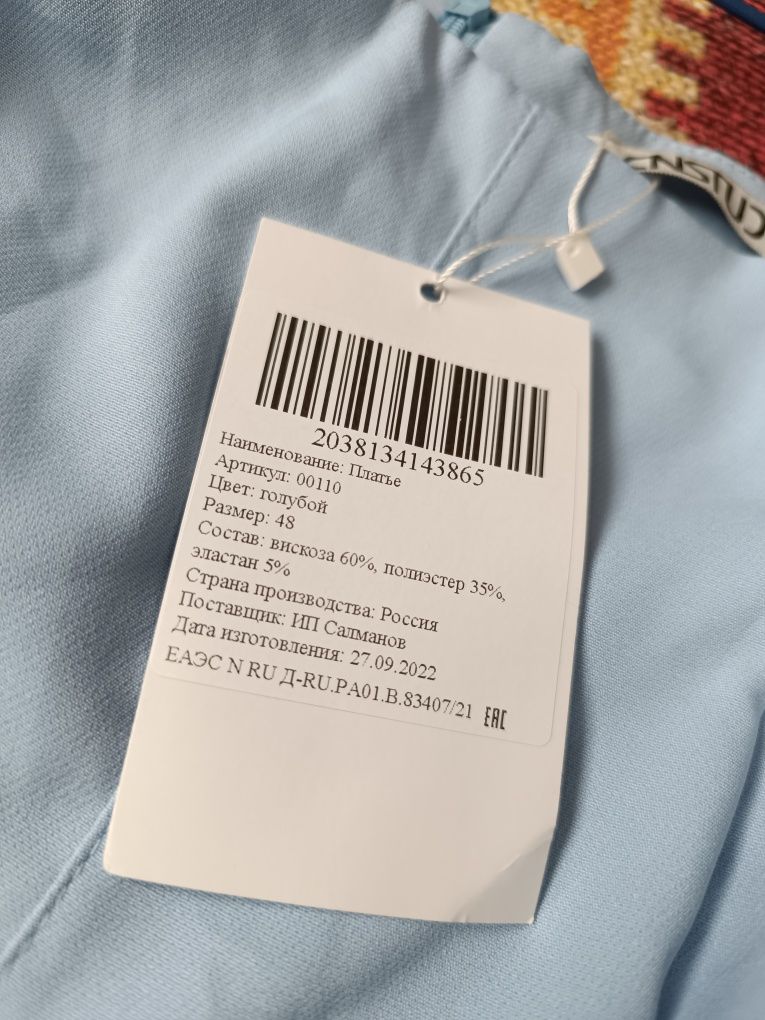 2038134143865
Наименование: Платье
Артикул: 00110
Цвет: голубой
Размер: 48
Состав: вискоза 60%, полиэстер 35%,
эластан 5%
Страна производства: Россия
Поставщик: ИП Салманов
Дата изготовления: 27.09.2022
ЕАЭС N RU Д-RU.РА01.В.83407/21 EAC